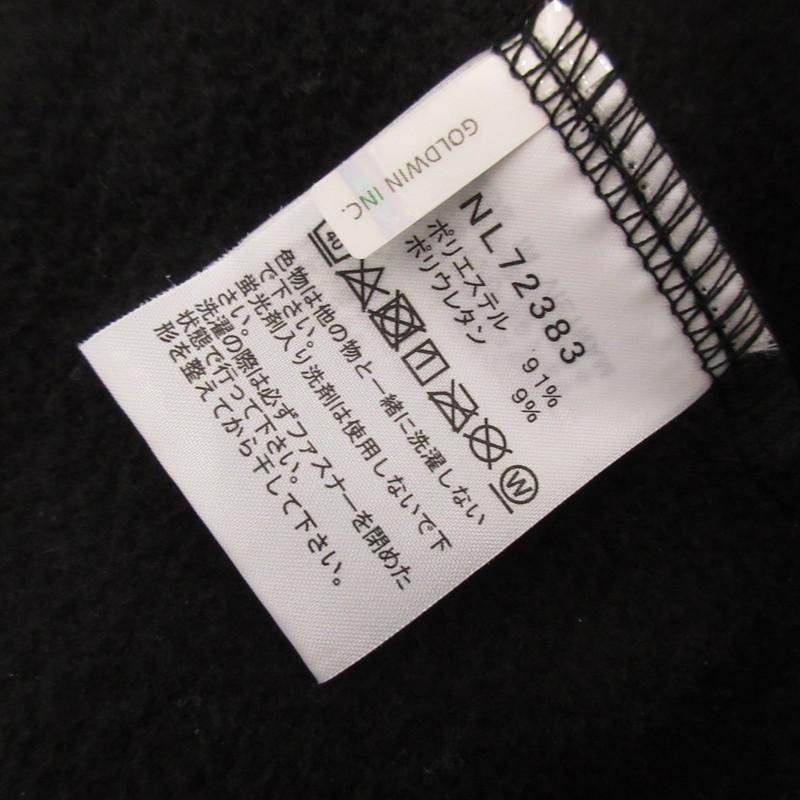 GOLDWIN INC.
NL72383
ポリエステル 91%
ポリウレタン 9%
40
W
色物は他の物と一緒に洗濯しない
で下さい。
蛍光剤入り洗剤は使用しないで下
さい。
洗濯の際は必ずファスナーを閉めた
状態で行って下さい。
形を整えてから干して下さい。